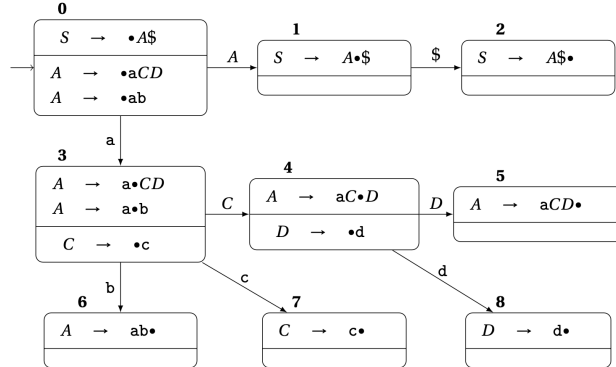 0
S → •A$
A → •aCD
A → •ab
A
1
S → A•$
$
2
S → A$•
a
3
A → a•CD
A → a•b
C → •c
C
4
A → aC•D
D → •d
D
5
A → aCD•
b
c
d
6
A → ab•
7
C → c•
8
D → d•